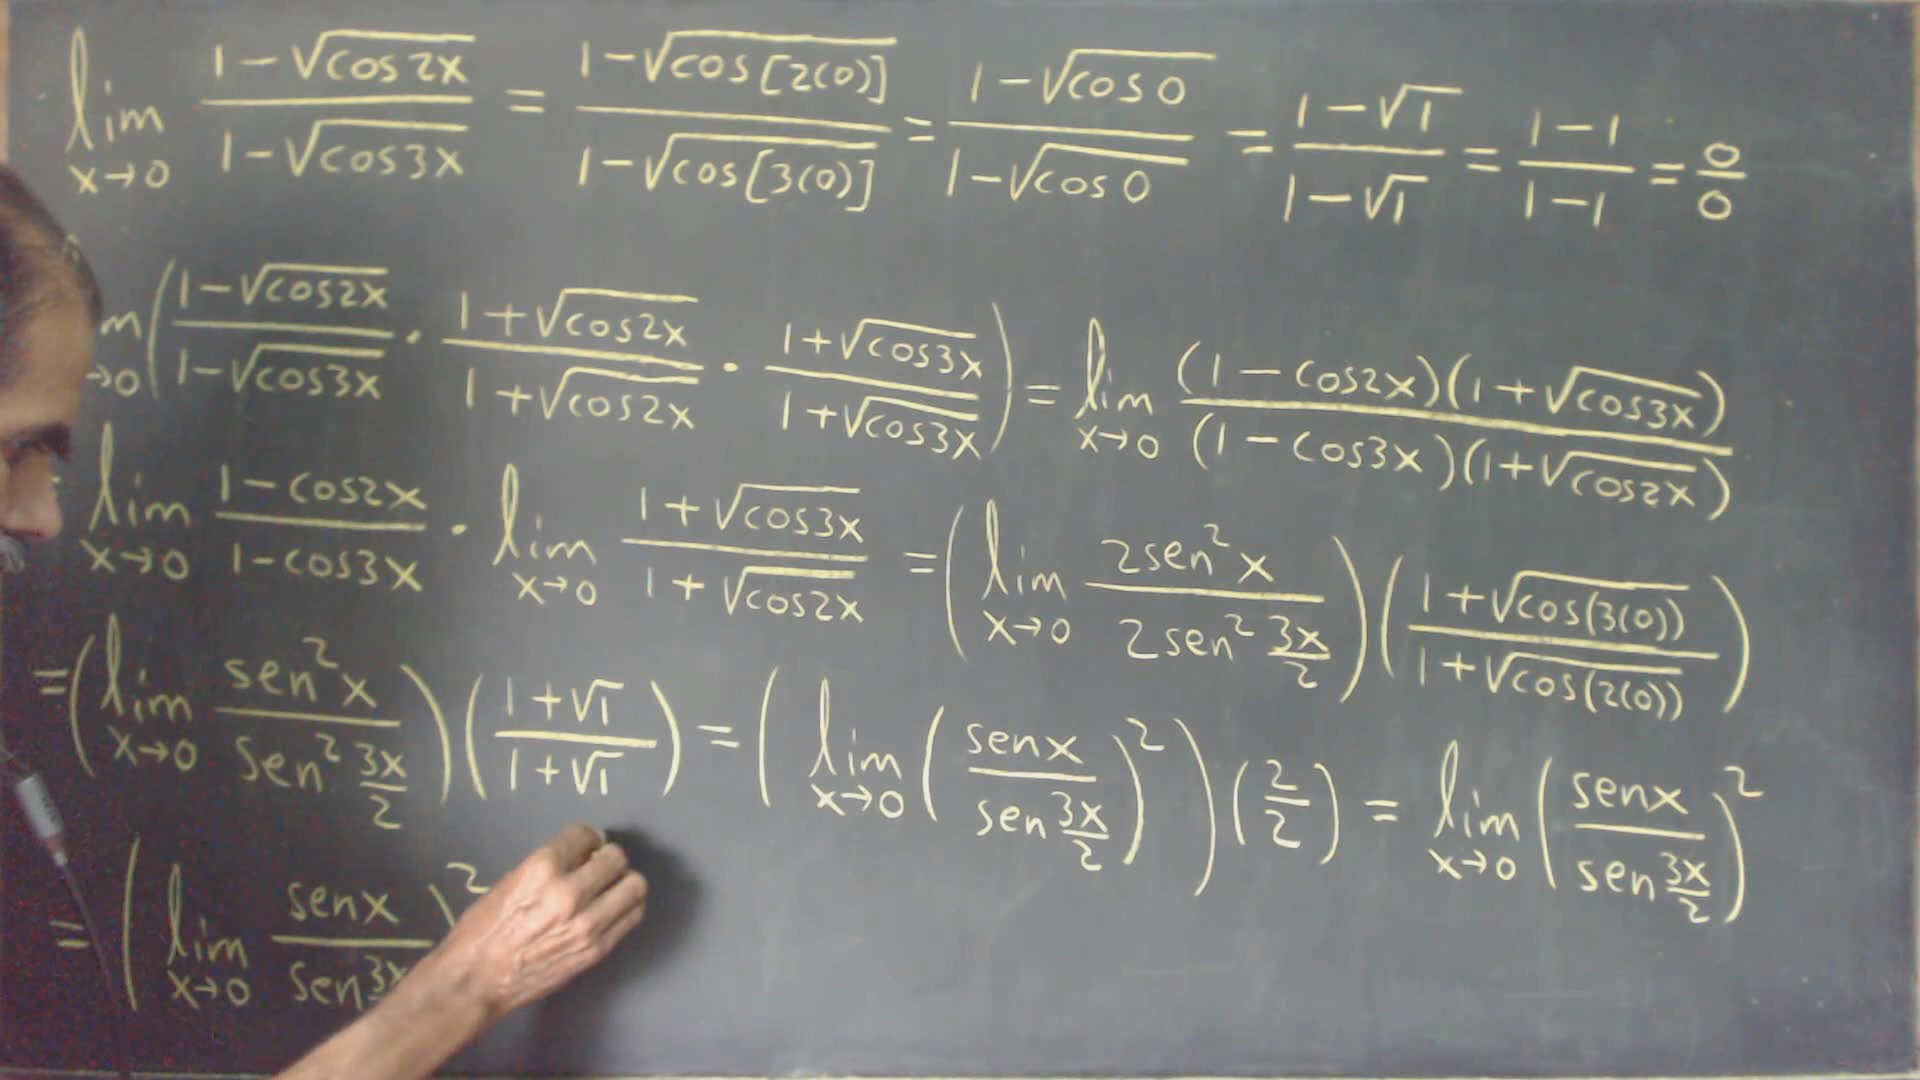 lim x→0 (1-√cos2x)/(1-√cos3x) = (1-√cos[2(0)])/(1-√cos[3(0)]) = (1-√cos0)/(1-√cos0) = (1-√1)/(1-√1) = (1-1)/(1-1) = 0/0
m →0 ((1-√cos2x)/(1-√cos3x) · (1+√cos2x)/(1+√cos2x) · (1+√cos3x)/(1+√cos3x)) = lim x→0 ((1-cos2x)(1+√cos3x))/((1-cos3x)(1+√cos2x))
lim x→0 (1-cos2x)/(1-cos3x) · lim x→0 (1+√cos3x)/(1+√cos2x) = (lim x→0 (2sen²x)/(2sen² 3x/2)) ((1+√cos(3(0)))/(1+√cos(2(0))))
= (lim x→0 (sen²x)/(sen² 3x/2)) ((1+√1)/(1+√1)) = (lim x→0 ((senx)/(sen 3x/2))²) (2/2) = lim x→0 ((senx)/(sen 3x/2))²
= (lim x→0 (senx)/(sen 3x))²